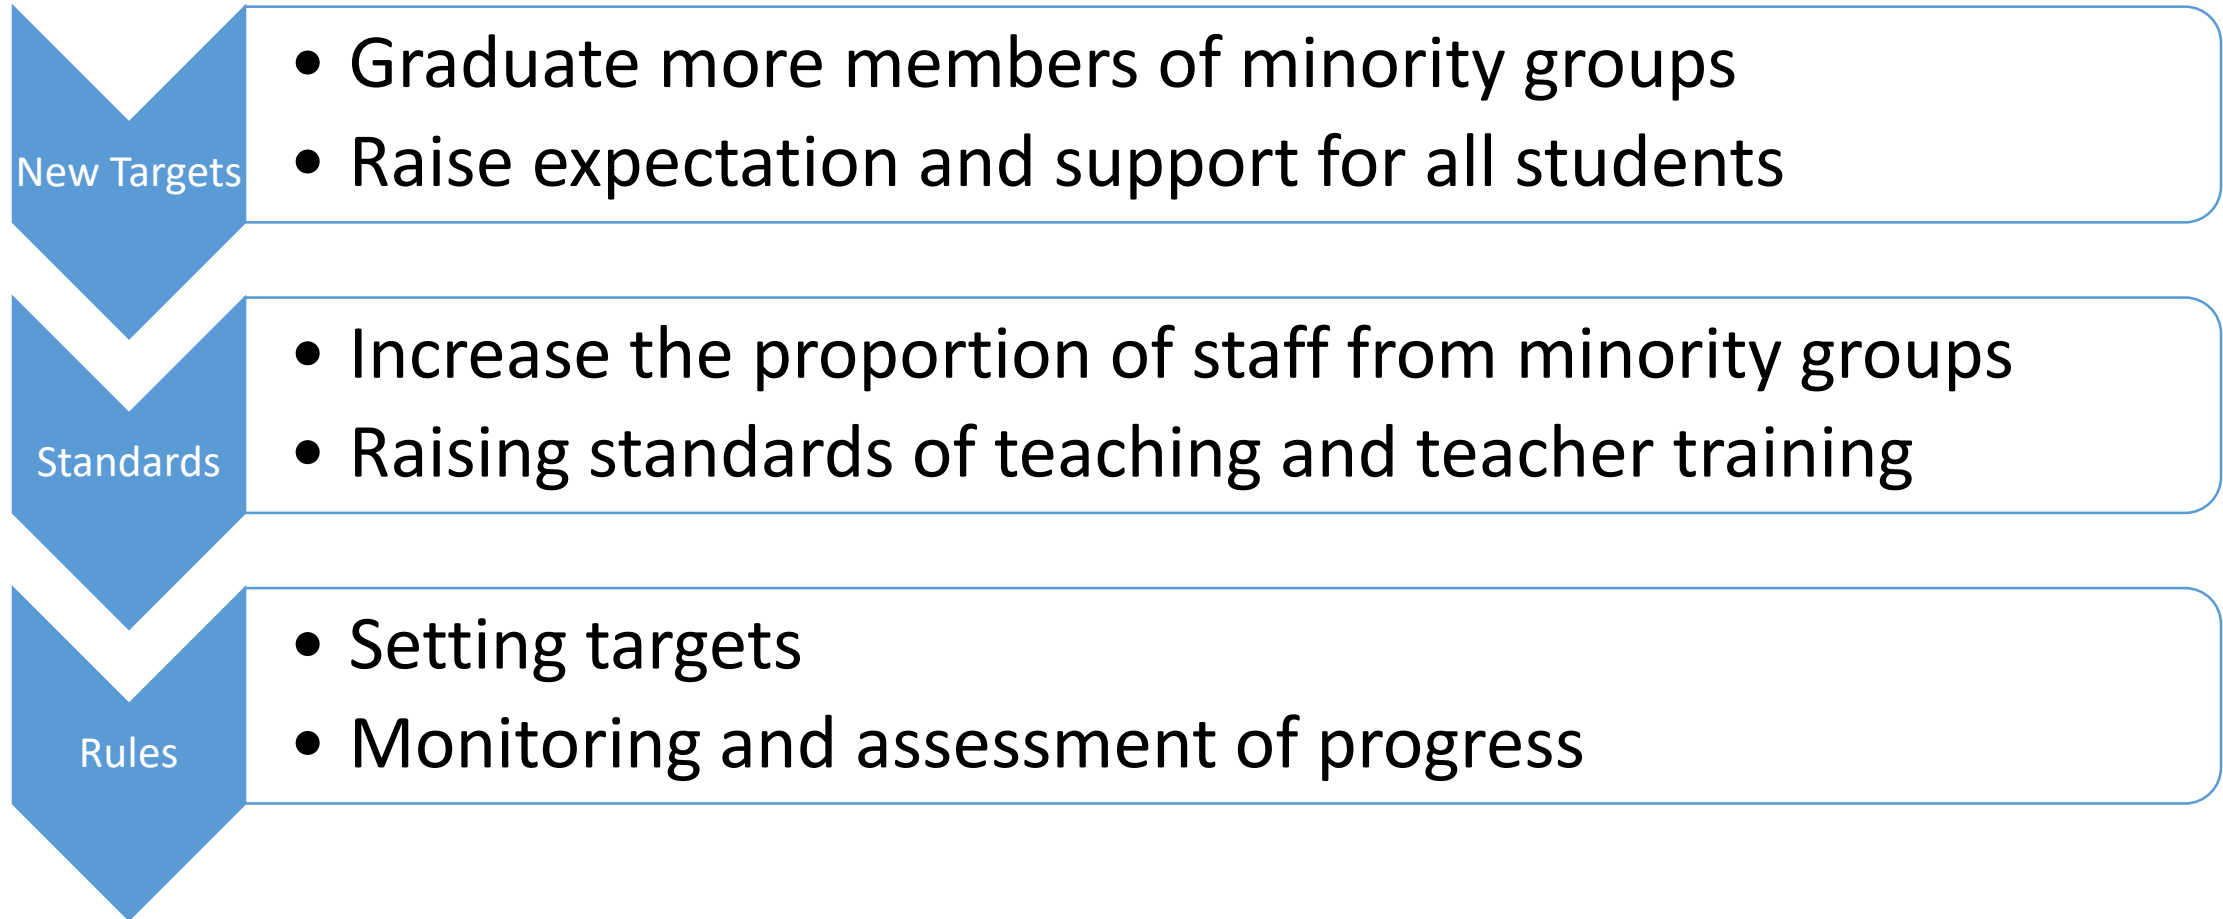 New Targets
• Graduate more members of minority groups
• Raise expectation and support for all students
Standards
• Increase the proportion of staff from minority groups
• Raising standards of teaching and teacher training
Rules
• Setting targets
• Monitoring and assessment of progress